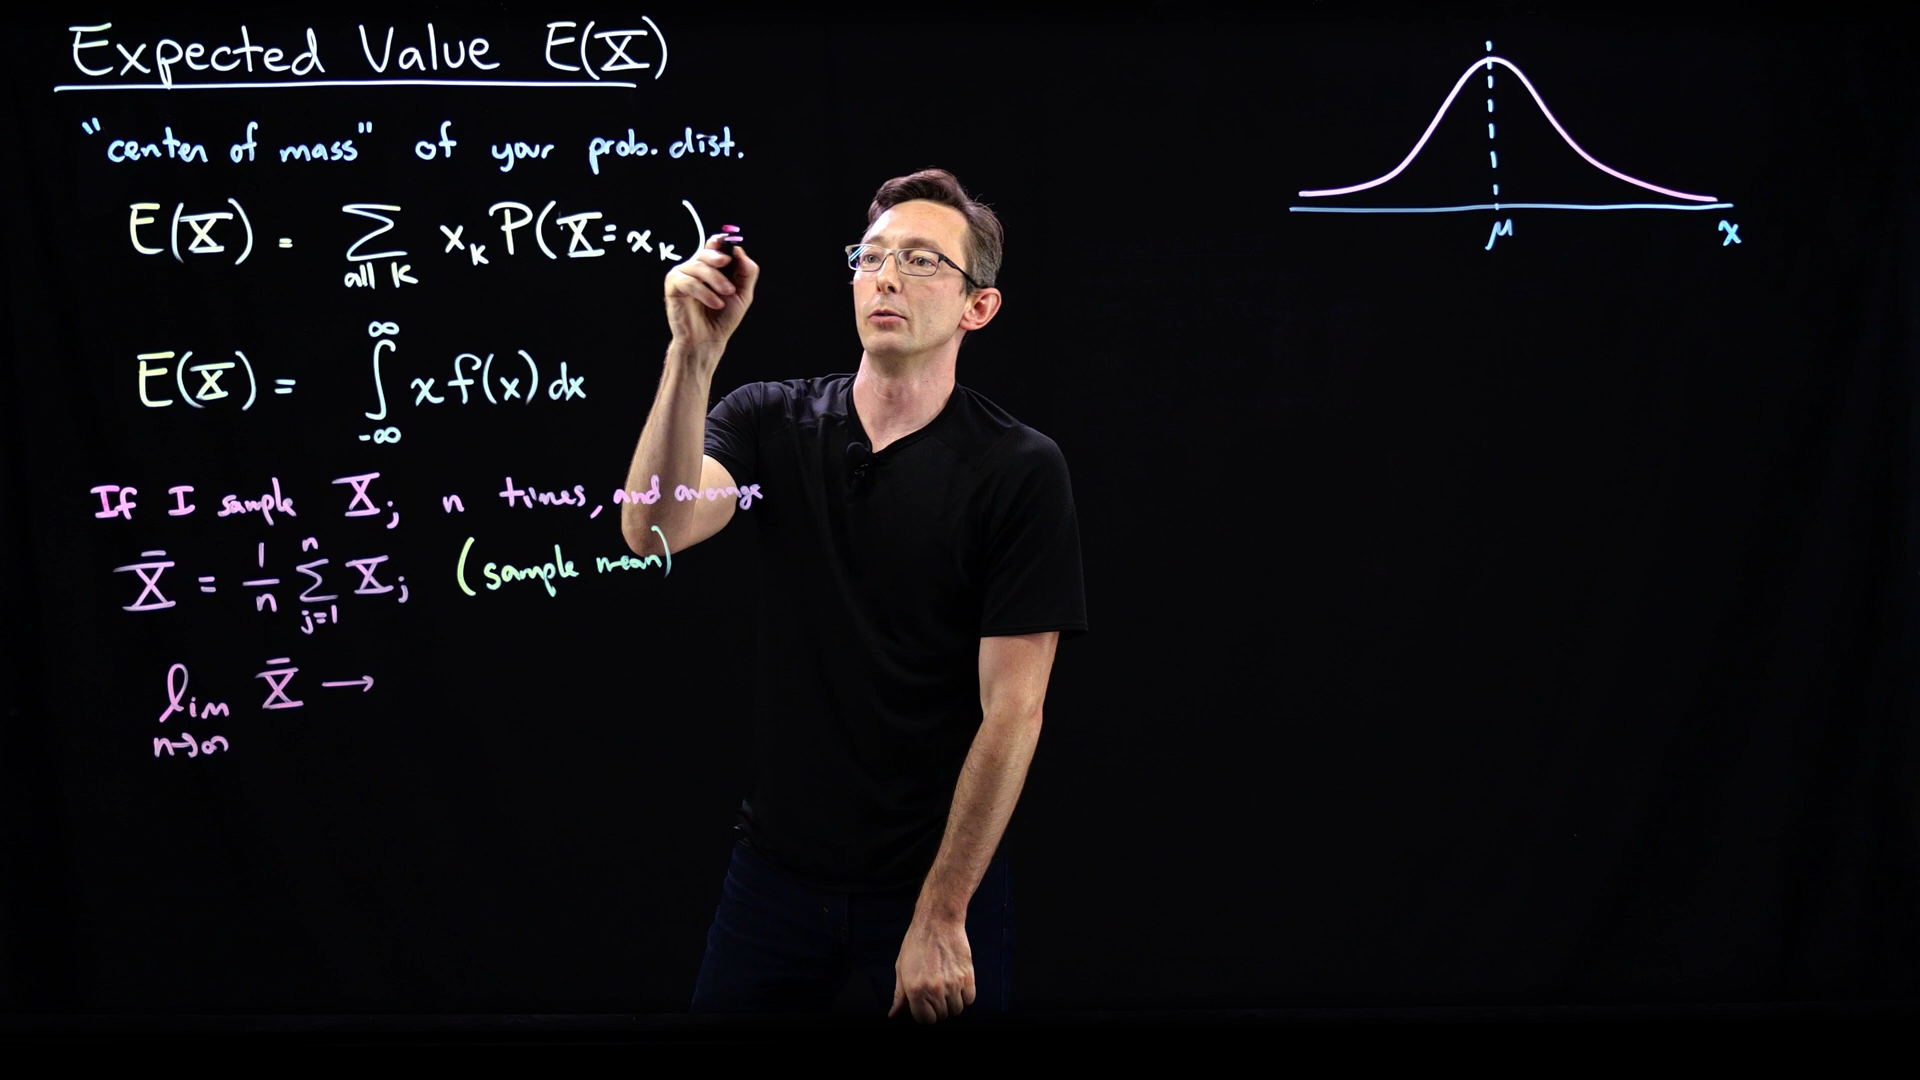 Expected Value E(X)
"center of mass" of your prob. dist.
E(X) = ∑ x_k P(X = x_k) =
all k
E(X) = ∫_{-∞}^{∞} x f(x) dx
If I sample X_j n times, and average
X̄ = 1/n ∑_{j=1}^{n} X_j (sample mean)
lim_{n→∞} X̄ →
μ x